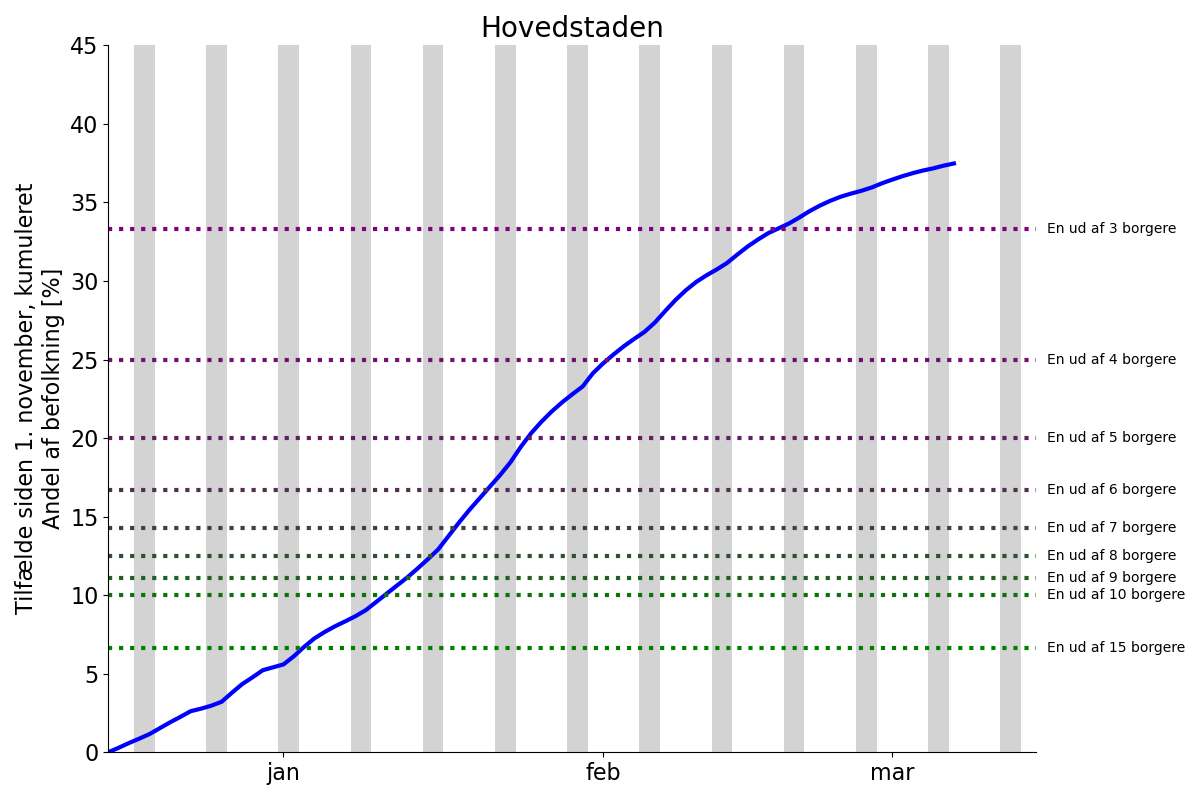 Hovedstaden
Tilfælde siden 1. november, kumuleret
Andel af befolkning [%]
45
40
35
30
25
20
15
10
5
0
jan
feb
mar
En ud af 3 borgere
En ud af 4 borgere
En ud af 5 borgere
En ud af 6 borgere
En ud af 7 borgere
En ud af 8 borgere
En ud af 9 borgere
En ud af 10 borgere
En ud af 15 borgere